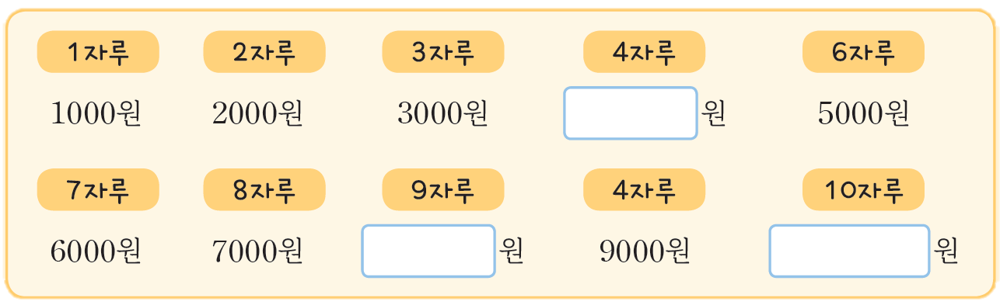 1자루 2자루 3자루 4자루 6자루
1000원 2000원 3000원 원 5000원
7자루 8자루 9자루 4자루 10자루
6000원 7000원 원 9000원 원